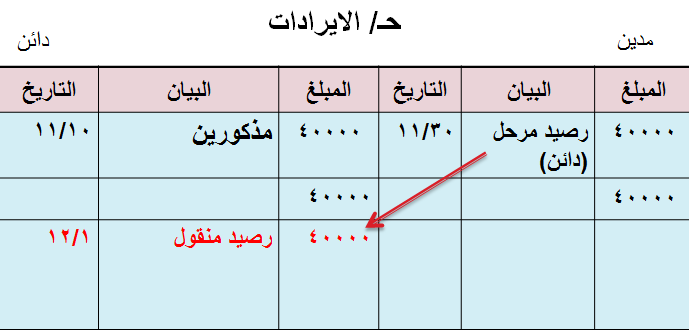 حـ/ الايرادات
مدين
دائن
المبلغ البيان التاريخ المبلغ البيان التاريخ
٤٠٠٠٠ رصيد مرحل ١١/٣٠ ٤٠٠٠٠ مذكورين ١١/١٠
(دائن)
٤٠٠٠٠ ٤٠٠٠٠
٤٠٠٠٠ رصيد منقول ١٢/١